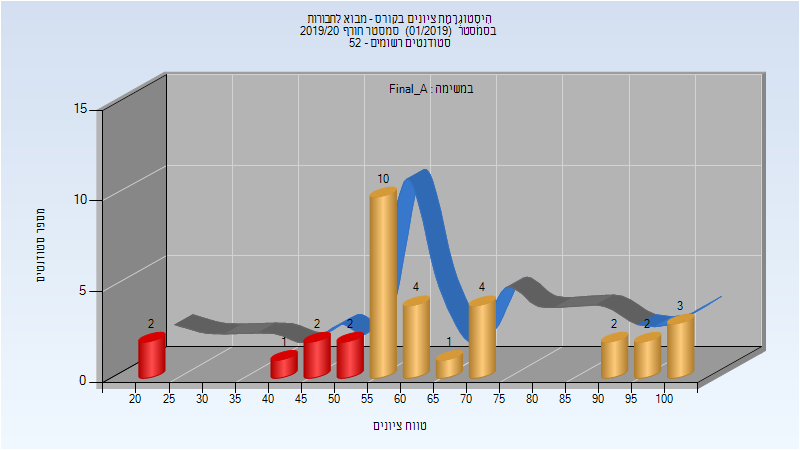 היסטוגרמת ציונים בקורס - מבוא לחבורות
בסמסטר (01/2019) סמסטר חורף 2019/20
סטודנטים רשומים - 52
במשימה : Final_A
מספר סטודנטים
15
10
5
0
2
1
2
2
10
4
1
4
2
2
3
20 25 30 35 40 45 50 55 60 65 70 75 80 85 90 95 100
טווח ציונים